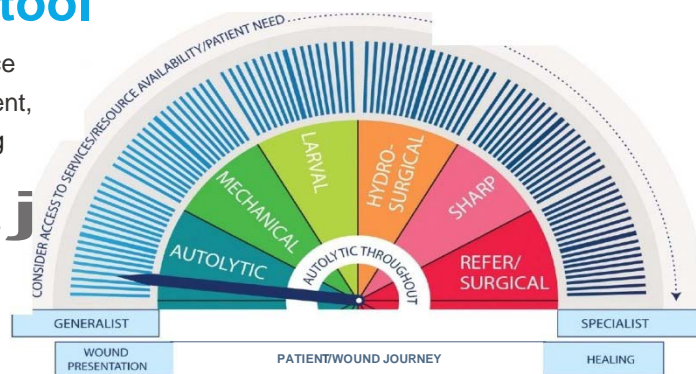 tool
CONSIDER ACCESS TO SERVICES/RESOURCE AVAILABILITY/PATIENT NEED
AUTOLYTIC
MECHANICAL
LARVAL
HYDRO-
SURGICAL
SHARP
REFER/
SURGICAL
AUTOLYTIC THROUGHOUT
GENERALIST
SPECIALIST
WOUND
PRESENTATION
PATIENT/WOUND JOURNEY
HEALING